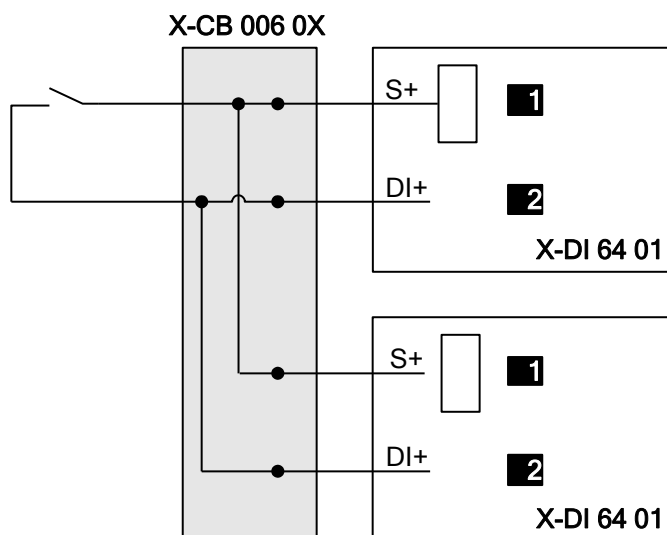 X-CB 006 0X
S+
1
DI+
2
X-DI 64 01
S+
1
DI+
2
X-DI 64 01